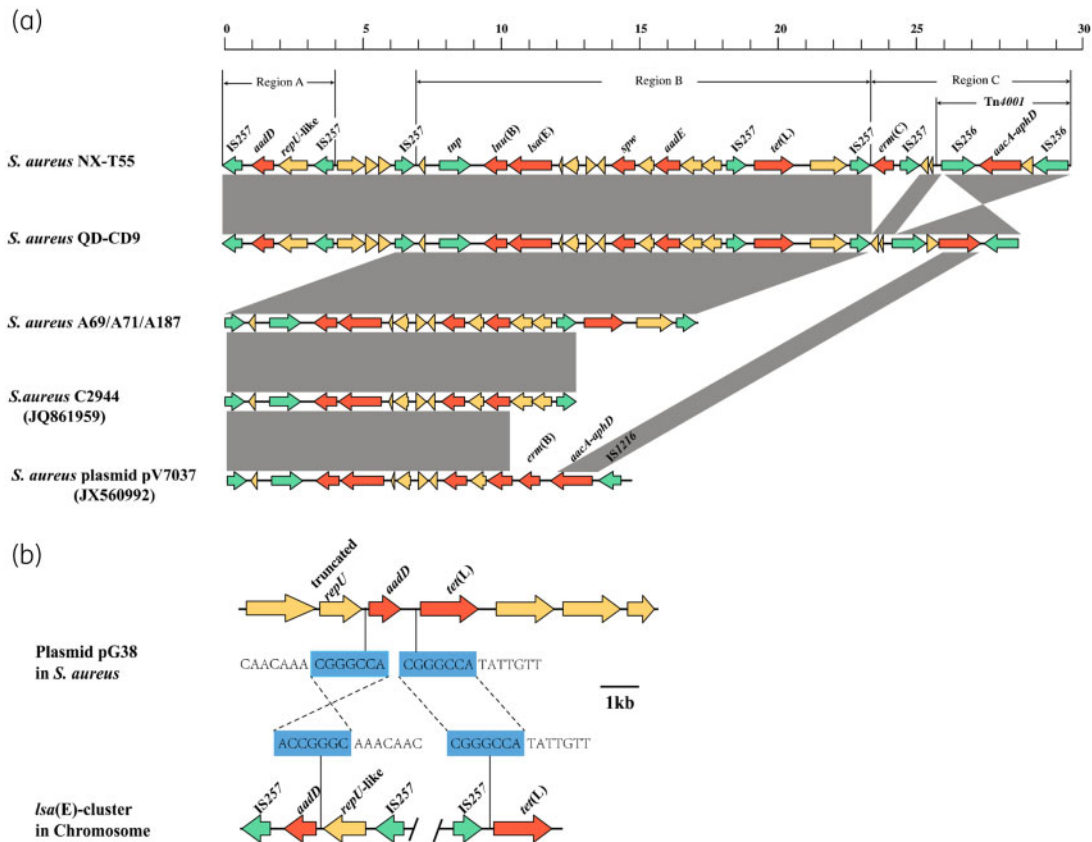 (a)
0 5 10 15 20 25 30
Region A Region B Region C
Tn4001
IS257 aadD repU-like IS257 IS257 tnp lnu(B) lsa(E) spw aadE IS257 tet(L) IS257 erm(C) IS257 IS256 aacA-aphD IS256
S. aureus NX-T55
S. aureus QD-CD9
S. aureus A69/A71/A187
S.aureus C2944
(JQ861959)
erm(B) aacA-aphD IS1216
S. aureus plasmid pV7037
(JX560992)
(b)
truncated
repU aadD tet(L)
Plasmid pG38
in S. aureus
CAACAAA CGGGCCA CGGGCCA TATTGTT
1kb
ACCGGGC AAACAAC CGGGCCA TATTGTT
IS257 aadD repU-like IS257 IS257 tet(L)
lsa(E)-cluster
in Chromosome